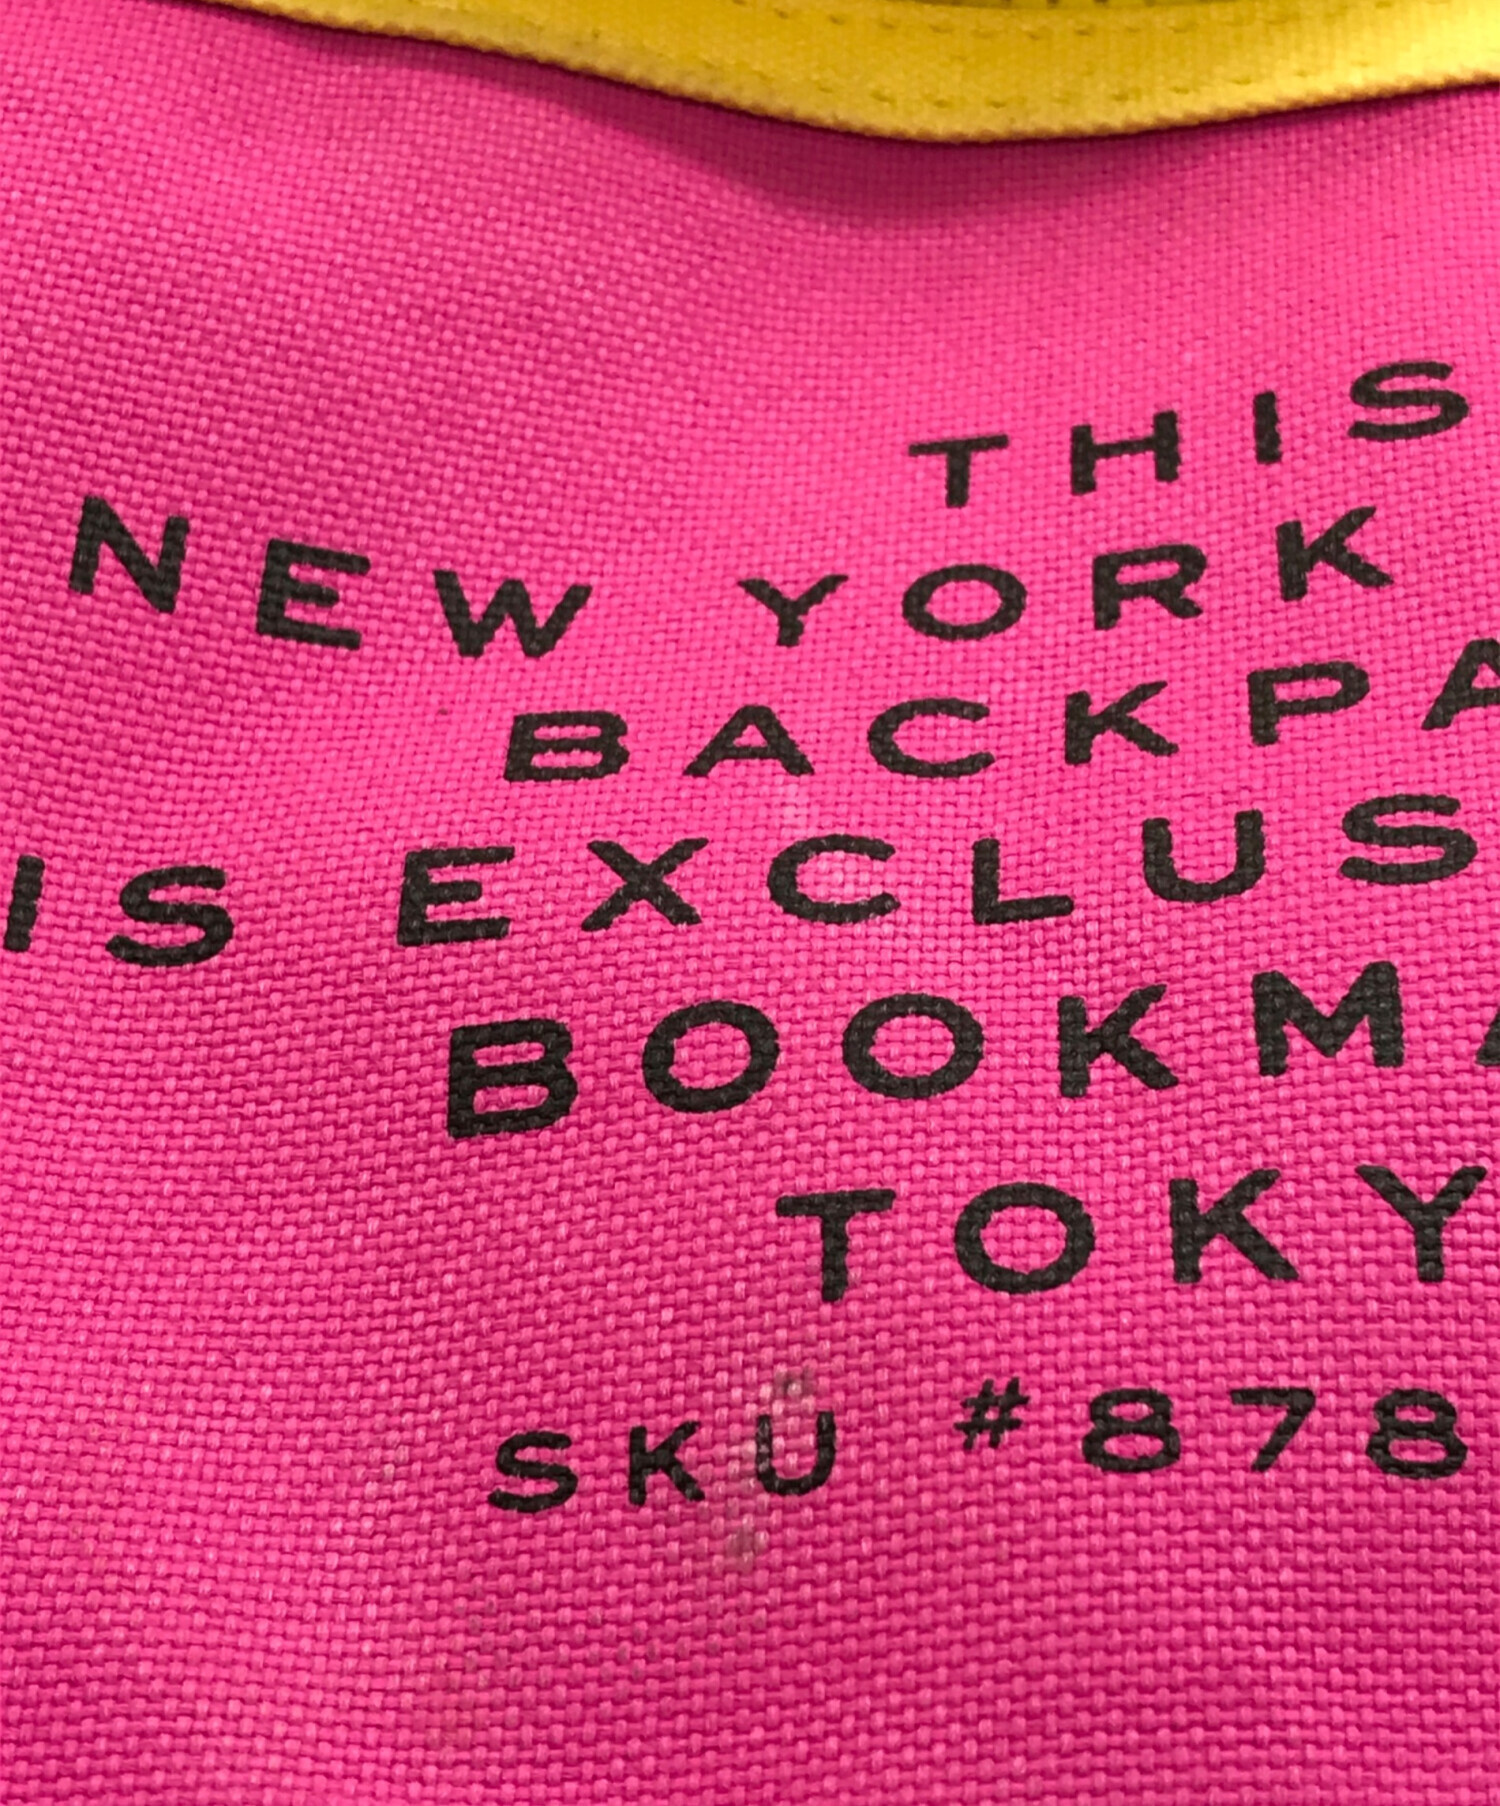 THIS
NEW YORK
BACKPA
IS EXCLUS
BOOKMA
TOKY
SKU #878